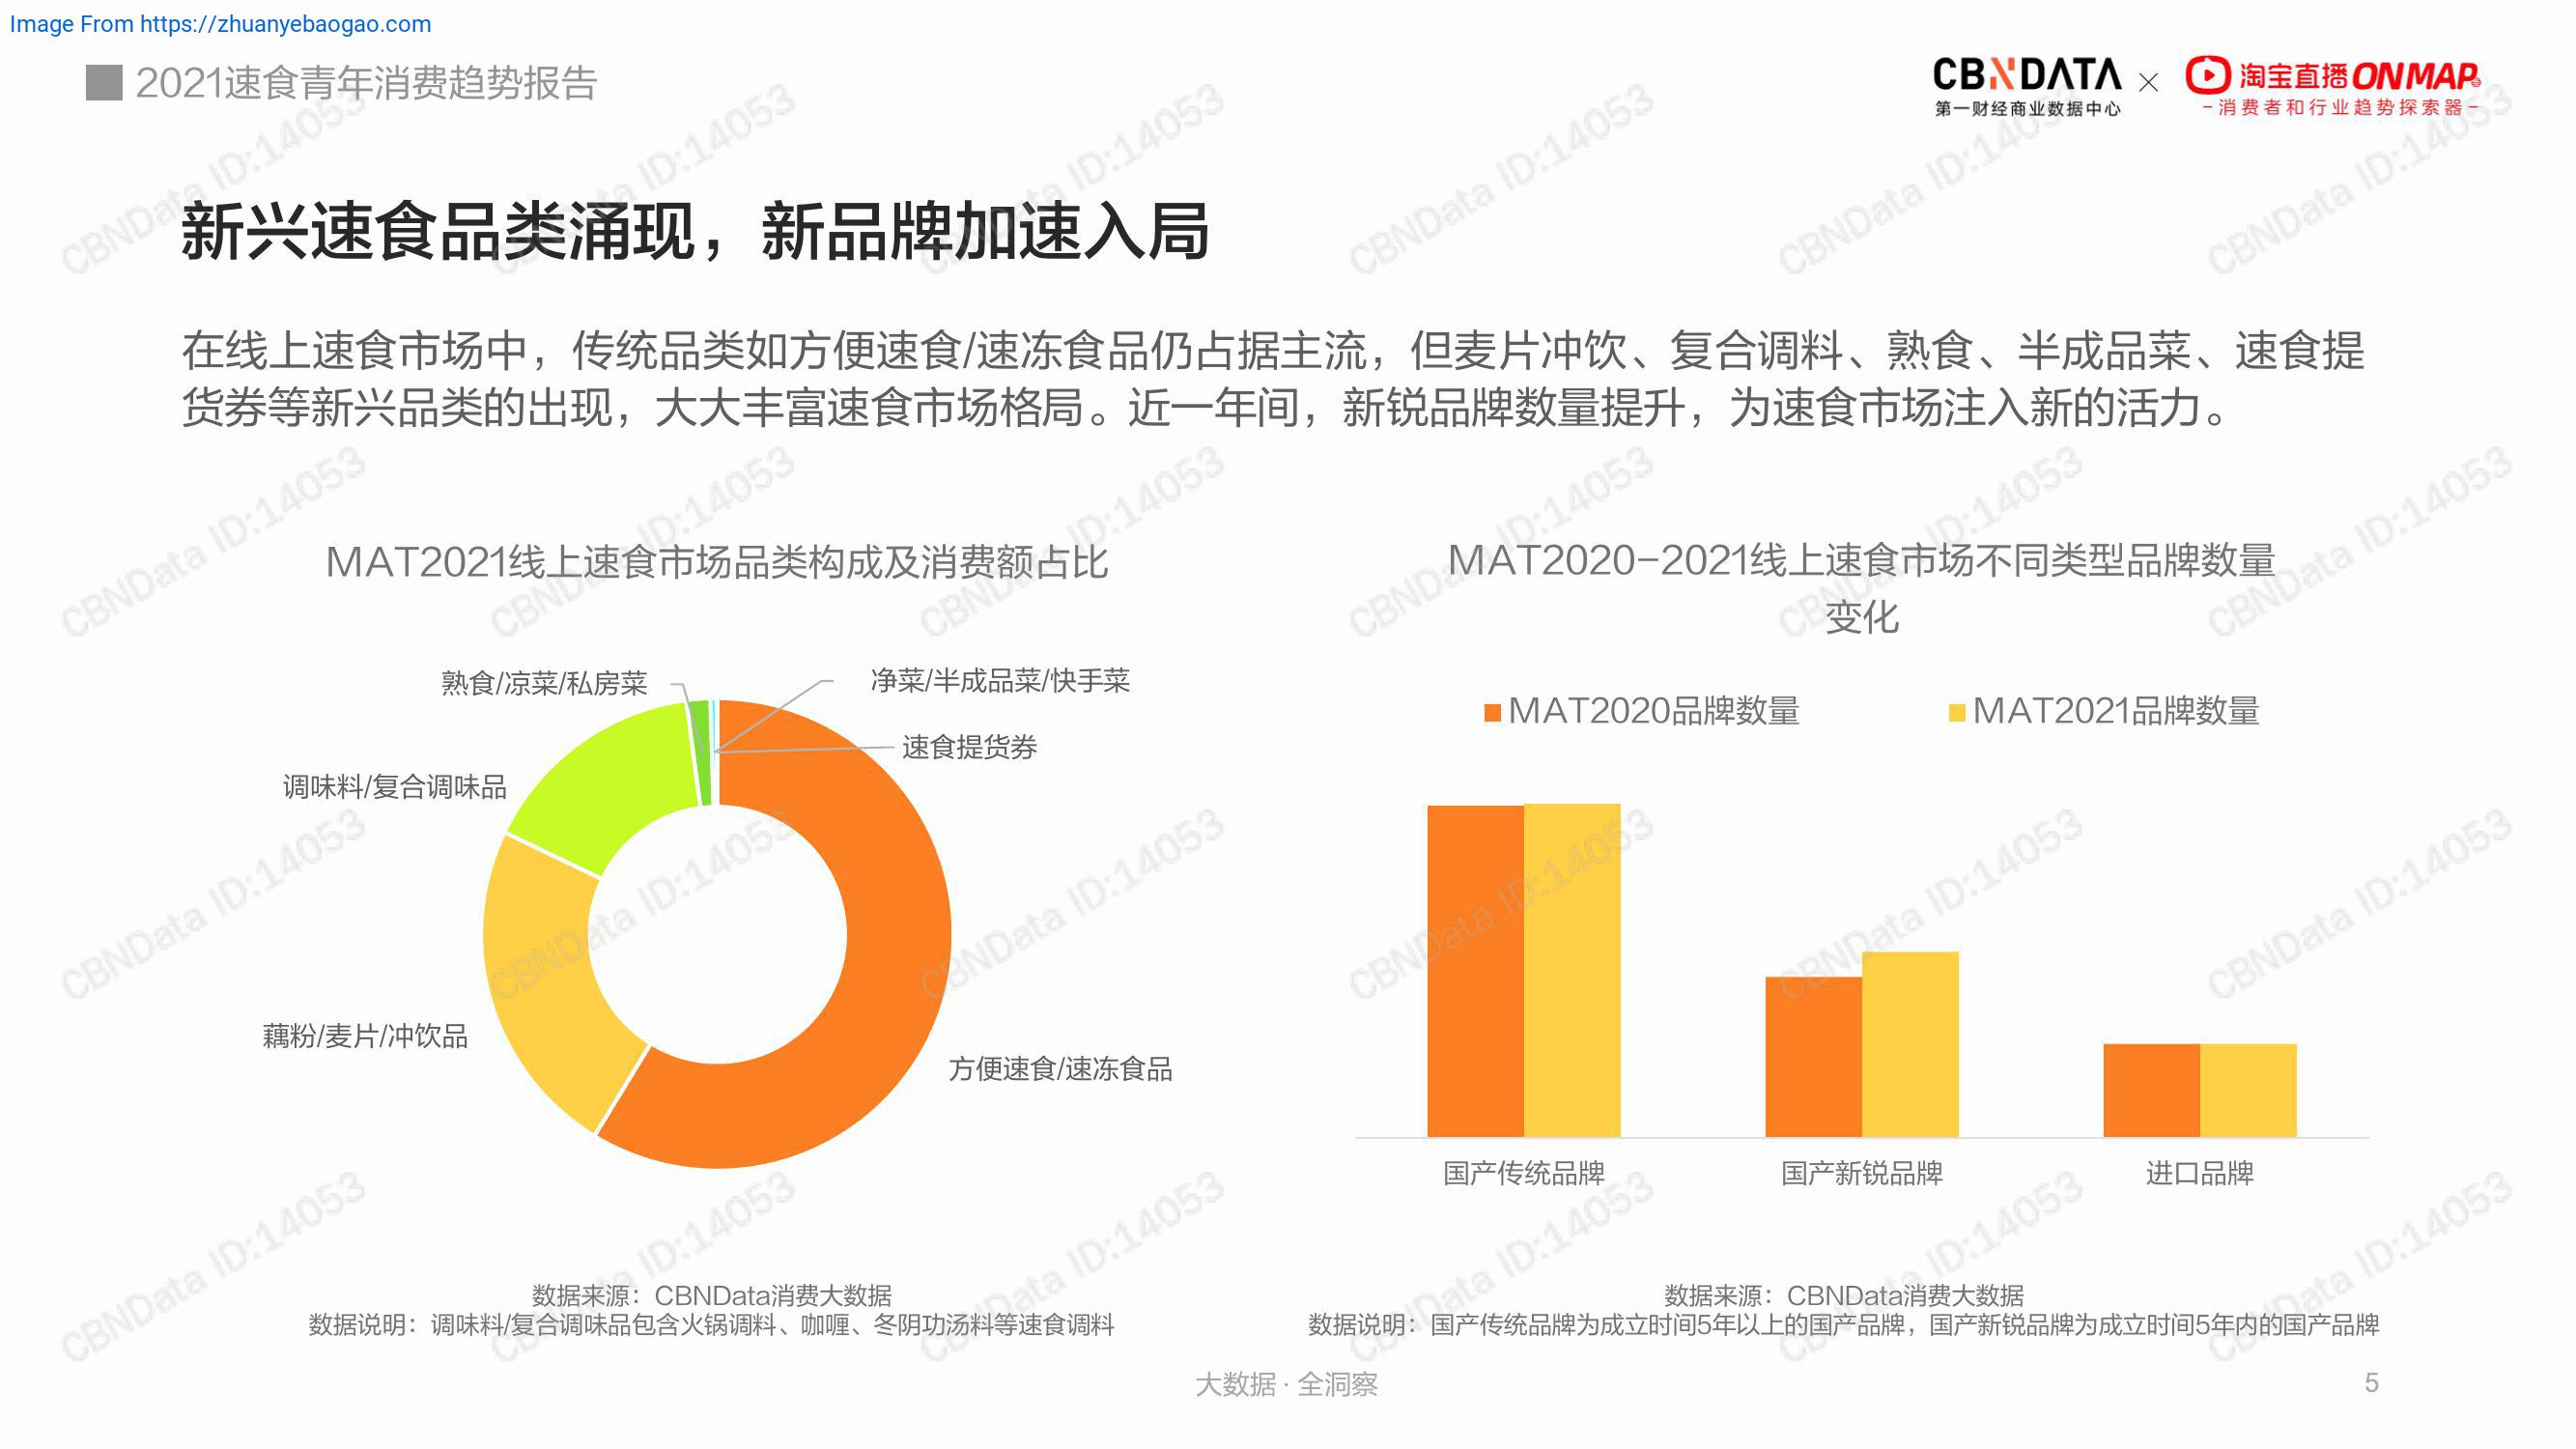 Image From https://zhuanyebaogao.com
2021速食青年消费趋势报告
CBNDATA
第一财经商业数据中心
×
淘宝直播ON MAP
-消费者和行业趋势探索器-
新兴速食品类涌现，新品牌加速入局
在线上速食市场中，传统品类如方便速食/速冻食品仍占据主流，但麦片冲饮、复合调料、熟食、半成品菜、速食提
货券等新兴品类的出现，大大丰富速食市场格局。近一年间，新锐品牌数量提升，为速食市场注入新的活力。
MAT2021线上速食市场品类构成及消费额占比
熟食/凉菜/私房菜
净菜/半成品菜/快手菜
速食提货券
调味料/复合调味品
藕粉/麦片/冲饮品
方便速食/速冻食品
数据来源：CBNData消费大数据
数据说明：调味料/复合调味品包含火锅调料、咖喱、冬阴功汤料等速食调料
MAT2020-2021线上速食市场不同类型品牌数量
变化
MAT2020品牌数量
MAT2021品牌数量
国产传统品牌
国产新锐品牌
进口品牌
数据来源：CBNData消费大数据
数据说明：国产传统品牌为成立时间5年以上的国产品牌，国产新锐品牌为成立时间5年内的国产品牌
大数据·全洞察
5
CBNData ID:14053